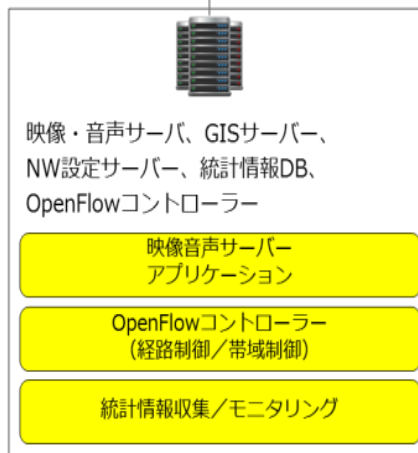 映像・音声サーバ、GISサーバー、
NW設定サーバー、統計情報DB、
OpenFlowコントローラー
映像音声サーバー
アプリケーション
OpenFlowコントローラー
（経路制御／帯域制御）
統計情報収集／モニタリング